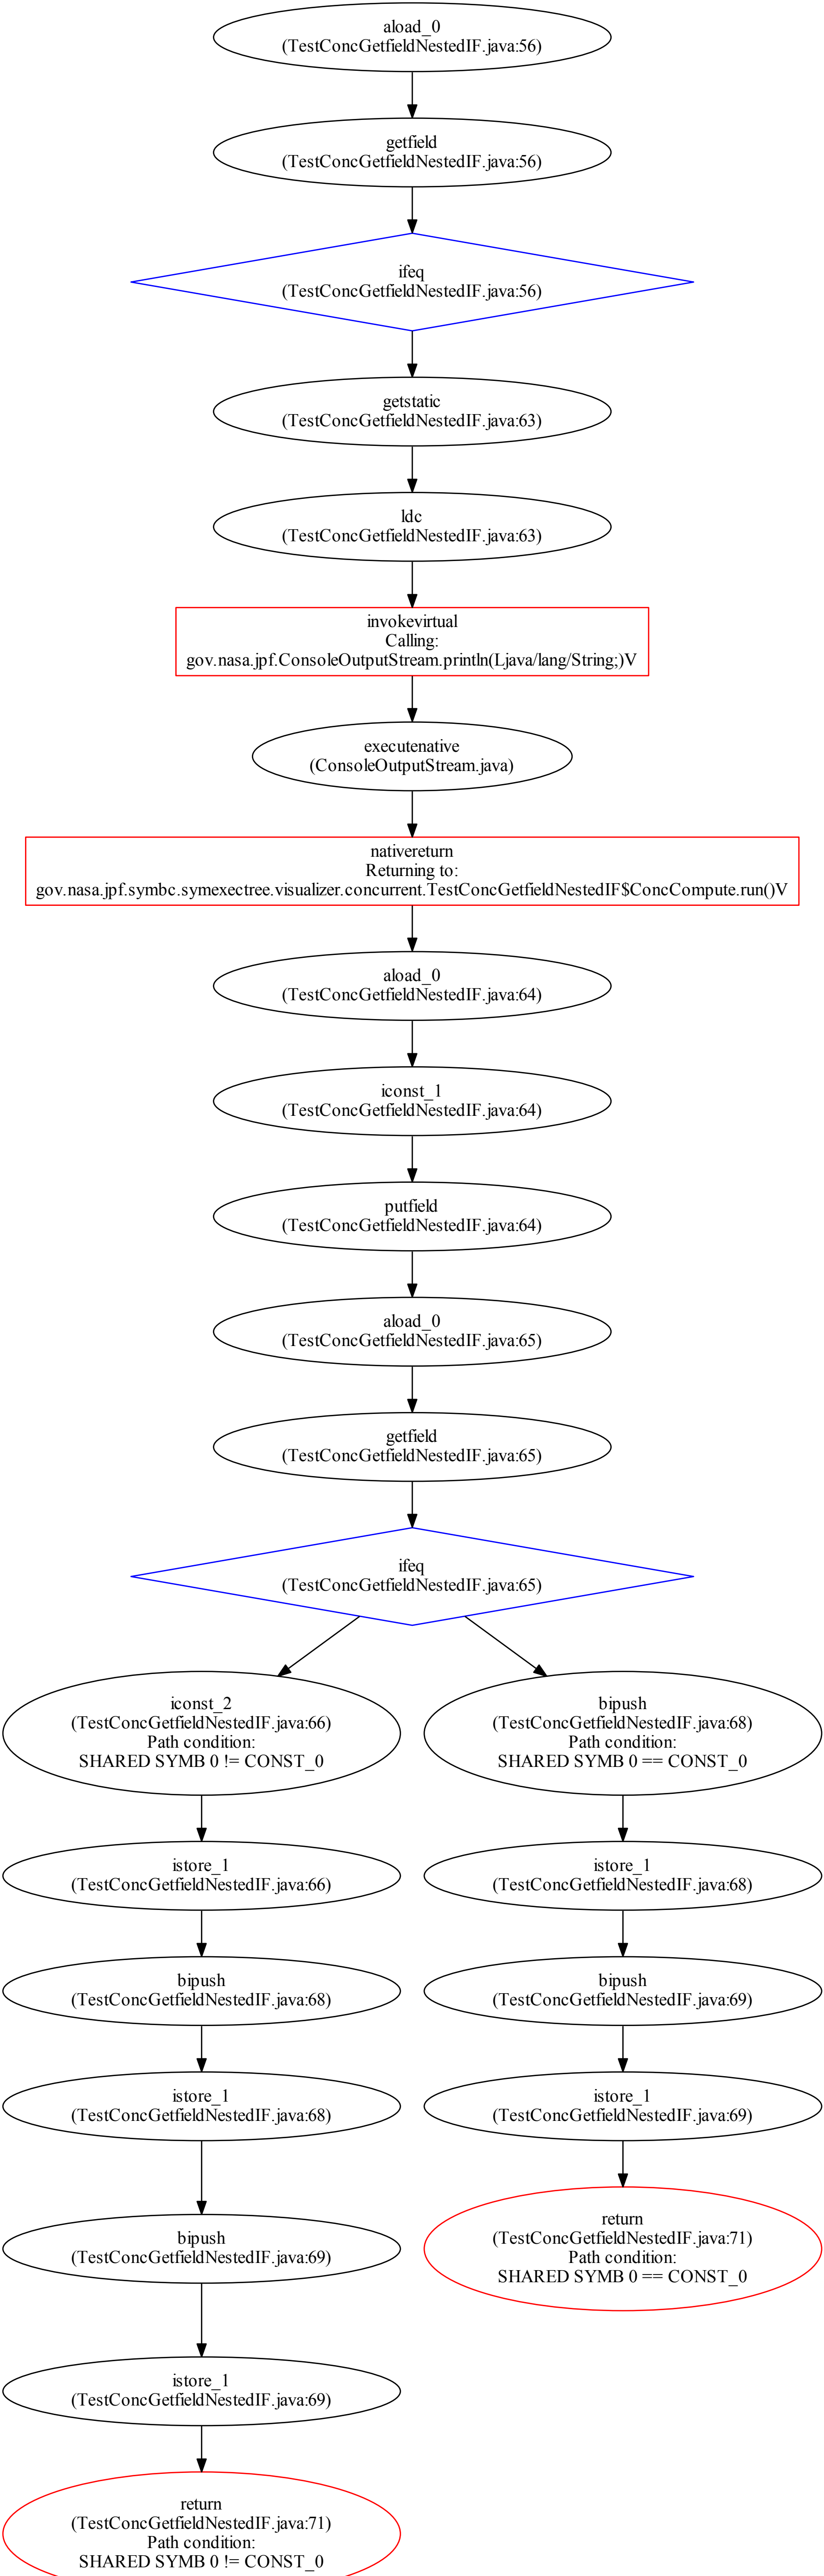 aload_0
(TestConcGetfieldNestedIF.java:56)
getfield
(TestConcGetfieldNestedIF.java:56)
ifeq
(TestConcGetfieldNestedIF.java:56)
getstatic
(TestConcGetfieldNestedIF.java:63)
ldc
(TestConcGetfieldNestedIF.java:63)
invokevirtual
Calling:
gov.nasa.jpf.ConsoleOutputStream.println(Ljava/lang/String;)V
executenative
(ConsoleOutputStream.java)
nativereturn
Returning to:
gov.nasa.jpf.symbc.symexectree.visualizer.concurrent.TestConcGetfieldNestedIF$ConcCompute.run()V
aload_0
(TestConcGetfieldNestedIF.java:64)
iconst_1
(TestConcGetfieldNestedIF.java:64)
putfield
(TestConcGetfieldNestedIF.java:64)
aload_0
(TestConcGetfieldNestedIF.java:65)
getfield
(TestConcGetfieldNestedIF.java:65)
ifeq
(TestConcGetfieldNestedIF.java:65)
iconst_2
(TestConcGetfieldNestedIF.java:66)
Path condition:
SHARED SYMB 0 != CONST_0
bipush
(TestConcGetfieldNestedIF.java:68)
Path condition:
SHARED SYMB 0 == CONST_0
istore_1
(TestConcGetfieldNestedIF.java:66)
istore_1
(TestConcGetfieldNestedIF.java:68)
bipush
(TestConcGetfieldNestedIF.java:68)
bipush
(TestConcGetfieldNestedIF.java:69)
istore_1
(TestConcGetfieldNestedIF.java:68)
istore_1
(TestConcGetfieldNestedIF.java:69)
bipush
(TestConcGetfieldNestedIF.java:69)
return
(TestConcGetfieldNestedIF.java:71)
Path condition:
SHARED SYMB 0 == CONST_0
istore_1
(TestConcGetfieldNestedIF.java:69)
return
(TestConcGetfieldNestedIF.java:71)
Path condition:
SHARED SYMB 0 != CONST_0